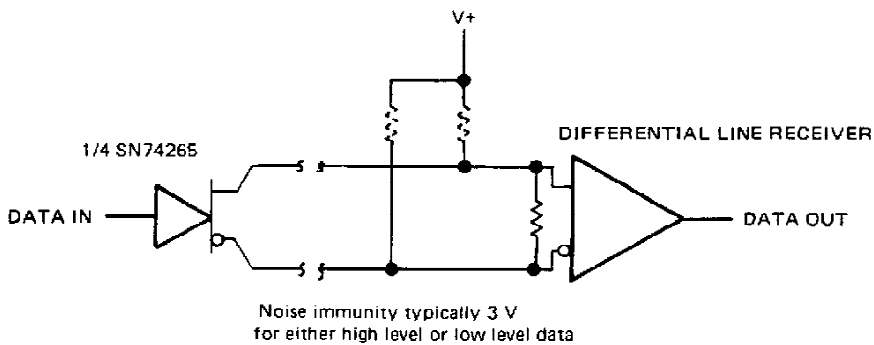 V+
1/4 SN74265
DIFFERENTIAL LINE RECEIVER
DATA IN
DATA OUT
Noise immunity typically 3 V
for either high level or low level data